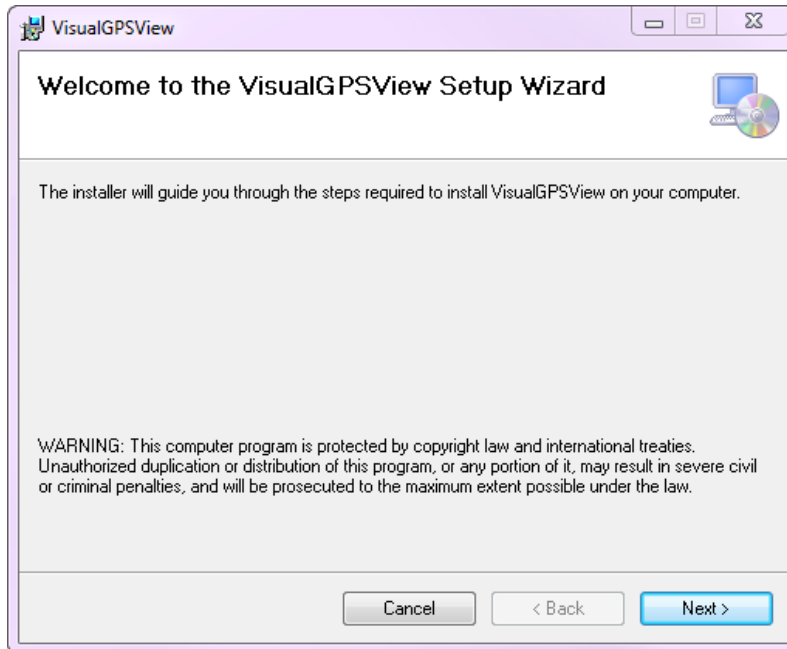 VisualGPSView
Welcome to the VisualGPSView Setup Wizard
The installer will guide you through the steps required to install VisualGPSView on your computer.
WARNING: This computer program is protected by copyright law and international treaties.
Unauthorized duplication or distribution of this program, or any portion of it, may result in severe civil
or criminal penalties, and will be prosecuted to the maximum extent possible under the law.
Cancel < Back Next >